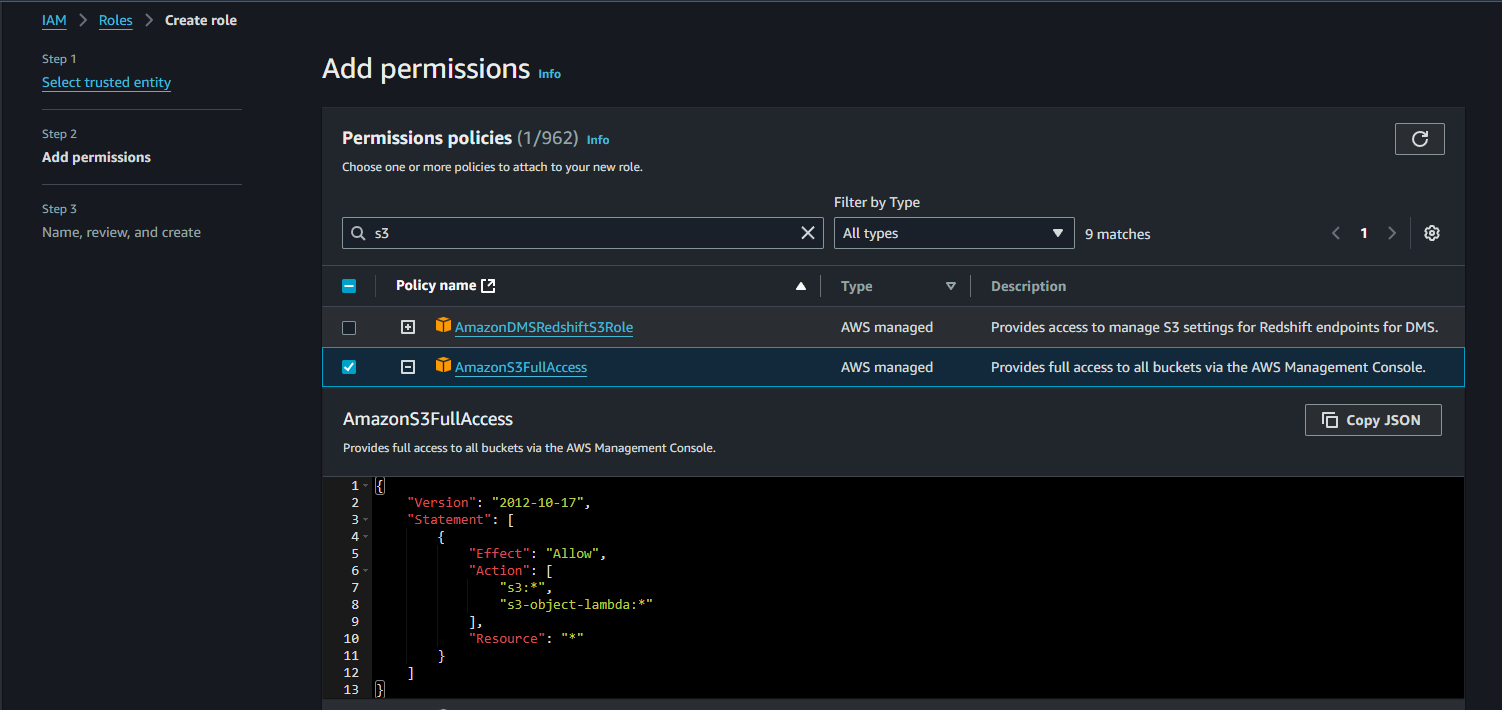 IAM > Roles > Create role
Step 1
Select trusted entity
Step 2
Add permissions
Step 3
Name, review, and create
Add permissions Info
Permissions policies (1/962) Info
Choose one or more policies to attach to your new role.
Filter by Type
s3 All types 9 matches 1
Policy name Type Description
AmazonDMSRedshiftS3Role AWS managed Provides access to manage S3 settings for Redshift endpoints for DMS.
AmazonS3FullAccess AWS managed Provides full access to all buckets via the AWS Management Console.
AmazonS3FullAccess Copy JSON
Provides full access to all buckets via the AWS Management Console.
1 {
2 "Version": "2012-10-17",
3 "Statement": [
4 {
5 "Effect": "Allow",
6 "Action": [
7 "s3:*",
8 "s3-object-lambda:*"
9 ],
10 "Resource": "*"
11 }
12 ]
13 }